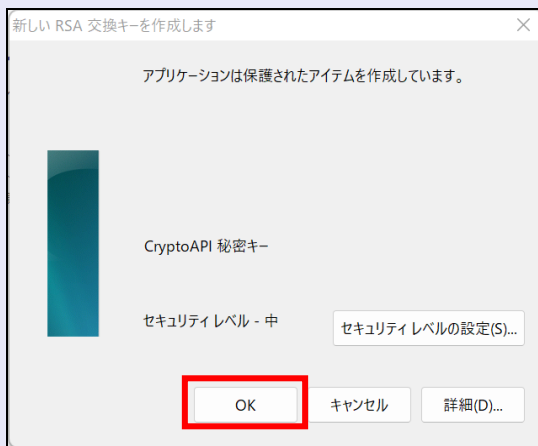 新しい RSA 交換キーを作成します
アプリケーションは保護されたアイテムを作成しています。
CryptoAPI 秘密キー
セキュリティ レベル - 中
セキュリティ レベルの設定(S)...
OK
キャンセル
詳細(D)...